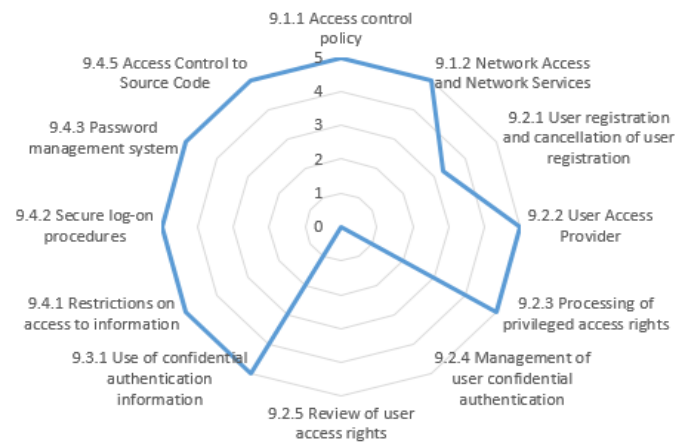 9.1.1 Access control
policy
9.4.5 Access Control to
Source Code
9.1.2 Network Access
and Network Services
5
4
3
2
1
0
9.2.1 User registration
and cancellation of user
registration
9.4.3 Password
management system
9.4.2 Secure log-on
procedures
9.2.2 User Access
Provider
9.4.1 Restrictions on
access to information
9.2.3 Processing of
privileged access rights
9.3.1 Use of confidential
authentication
information
9.2.4 Management of
user confidential
authentication
9.2.5 Review of user
access rights